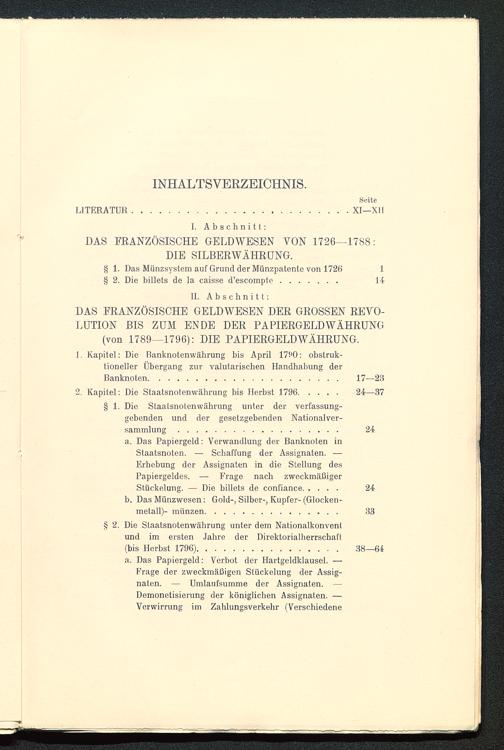 INHALTSVERZEICHNIS.
Seite
LITERATUR . . . . . . . . . . . . . . . . . . . . . . . . XI—XII
I. Abschnitt:
DAS FRANZÖSISCHE GELDWESEN VON 1726—1788:
DIE SILBERWÄHRUNG.
§ 1. Das Münzsystem auf Grund der Münzpatente von 1726 1
§ 2. Die billets de la caisse d'escompte . . . . . . . 14
II. Abschnitt:
DAS FRANZÖSISCHE GELDWESEN DER GROSSEN REVO-
LUTION BIS ZUM ENDE DER PAPIERGELDWÄHRUNG
(von 1789—1796): DIE PAPIERGELDWÄHRUNG.
1. Kapitel: Die Banknotenwährung bis April 1790: obstruk-
tioneller Übergang zur valutarischen Handhabung der
Banknoten. . . . . . . . . . . . . . . . . . . . 17—23
2. Kapitel: Die Staatsnotenwährung bis Herbst 1796. . . . . 24—37
§ 1. Die Staatsnotenwährung unter der verfassung-
gebenden und der gesetzgebenden Nationalver-
sammlung . . . . . . . . . . . . . . . . . 24
a. Das Papiergeld: Verwandlung der Banknoten in
Staatsnoten. — Schaffung der Assignaten. —
Erhebung der Assignaten in die Stellung des
Papiergeldes. — Frage nach zweckmäßiger
Stückelung. — Die billets de confiance. . . . . 24
b. Das Münzwesen: Gold-, Silber-, Kupfer- (Glocken-
metall)- münzen. . . . . . . . . . . . . . 33
§ 2. Die Staatsnotenwährung unter dem Nationalkonvent
und im ersten Jahre der Direktorialherrschaft
(bis Herbst 1796). . . . . . . . . . . . . . . 38—64
a. Das Papiergeld: Verbot der Hartgeldklausel. —
Frage der zweckmäßigen Stückelung der Assig-
naten. — Umlaufsumme der Assignaten. —
Demonetisierung der königlichen Assignaten. —
Verwirrung im Zahlungsverkehr (Verschiedene